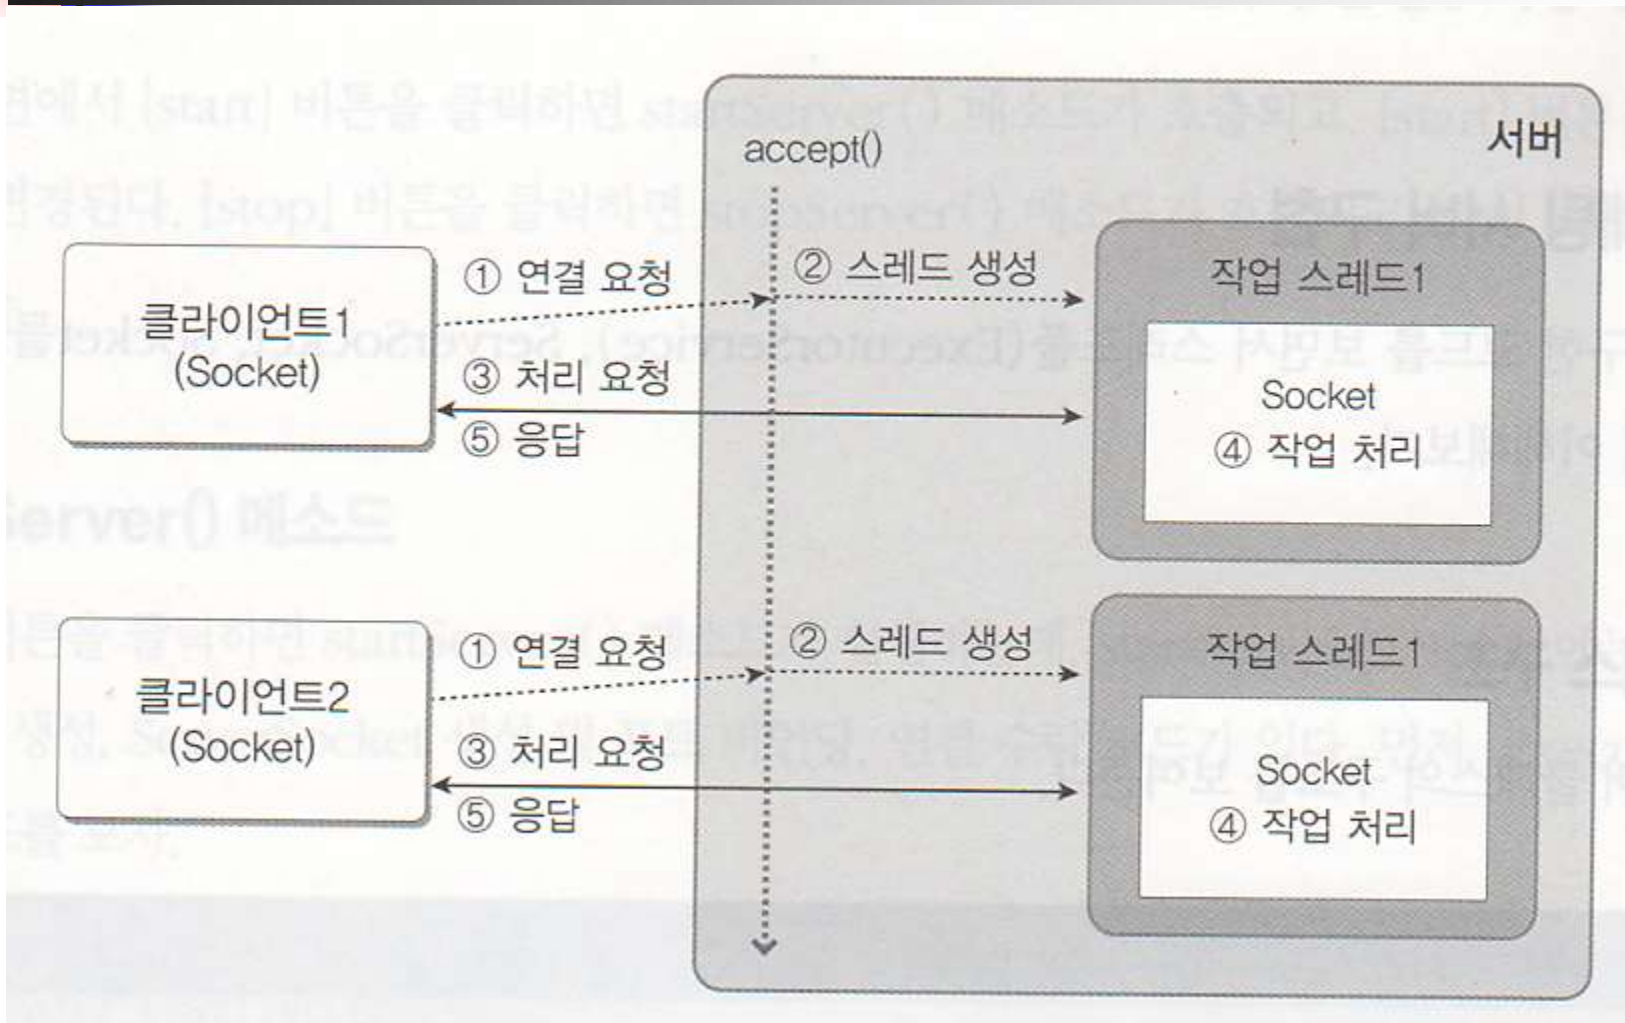 서버
accept()
클라이언트1
(Socket)
① 연결 요청
② 스레드 생성
③ 처리 요청
⑤ 응답
작업 스레드1
Socket
④ 작업 처리
클라이언트2
(Socket)
① 연결 요청
② 스레드 생성
③ 처리 요청
⑤ 응답
작업 스레드1
Socket
④ 작업 처리